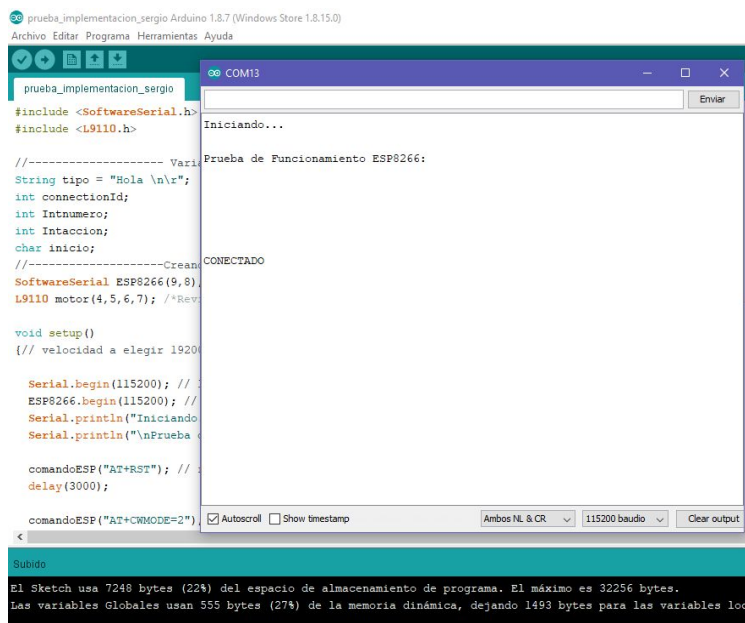 prueba_implementacion_sergio Arduino 1.8.7 (Windows Store 1.8.15.0)
Archivo Editar Programa Herramientas Ayuda
prueba_implementacion_sergio
#include <SoftwareSerial.h>
#include <L9110.h>
//-------------------- Varia
String tipo = "Hola \n\r";
int connectionId;
int Intnumero;
int Intaccion;
char inicio;
//--------------------Creand
SoftwareSerial ESP8266(9,8)
L9110 motor(4,5,6,7); /*Rev
void setup()
{// velocidad a elegir 1920
Serial.begin(115200); //
ESP8266.begin(115200); //
Serial.println("Iniciando
Serial.println("\nPrueba
comandoESP("AT+RST"); //
delay(3000);
comandoESP("AT+CWMODE=2")
COM13
Enviar
Iniciando...
Prueba de Funcionamiento ESP8266:
CONECTADO
Autoscroll Show timestamp Ambos NL & CR 115200 baudio Clear output
Subido
El Sketch usa 7248 bytes (22%) del espacio de almacenamiento de programa. El máximo es 32256 bytes.
Las variables Globales usan 555 bytes (27%) de la memoria dinámica, dejando 1493 bytes para las variables loc